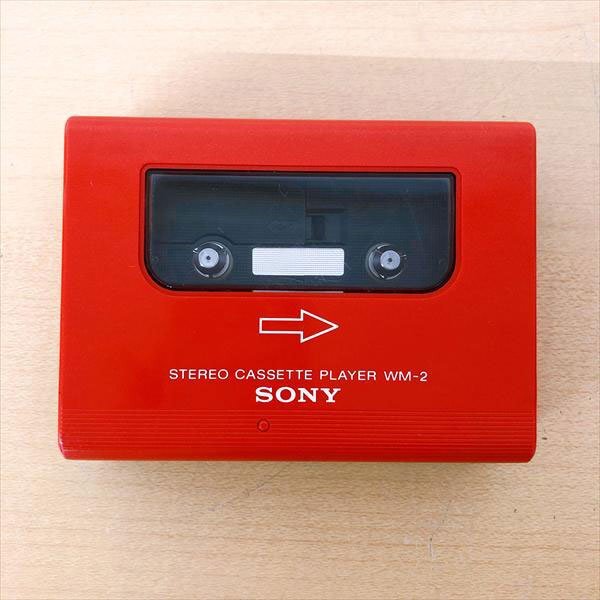 STEREO CASSETTE PLAYER WM-2
SONY